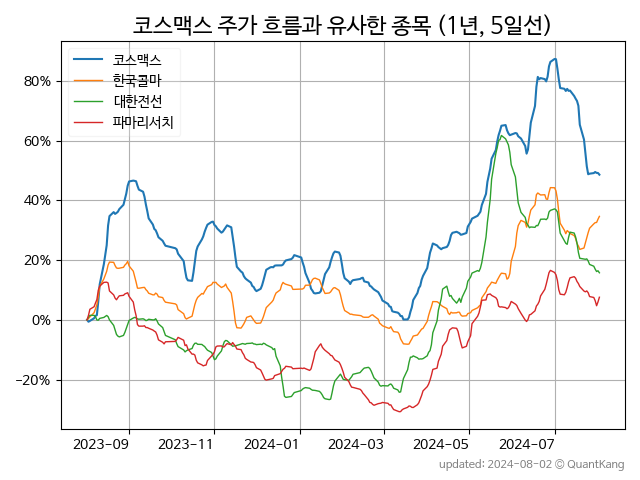 코스맥스 주가 흐름과 유사한 종목 (1년, 5일선)
코스맥스
한국콜마
대한전선
파마리서치
80%
60%
40%
20%
0%
−20%
2023-09 2023-11 2024-01 2024-03 2024-05 2024-07
updated: 2024-08-02 © QuantKang